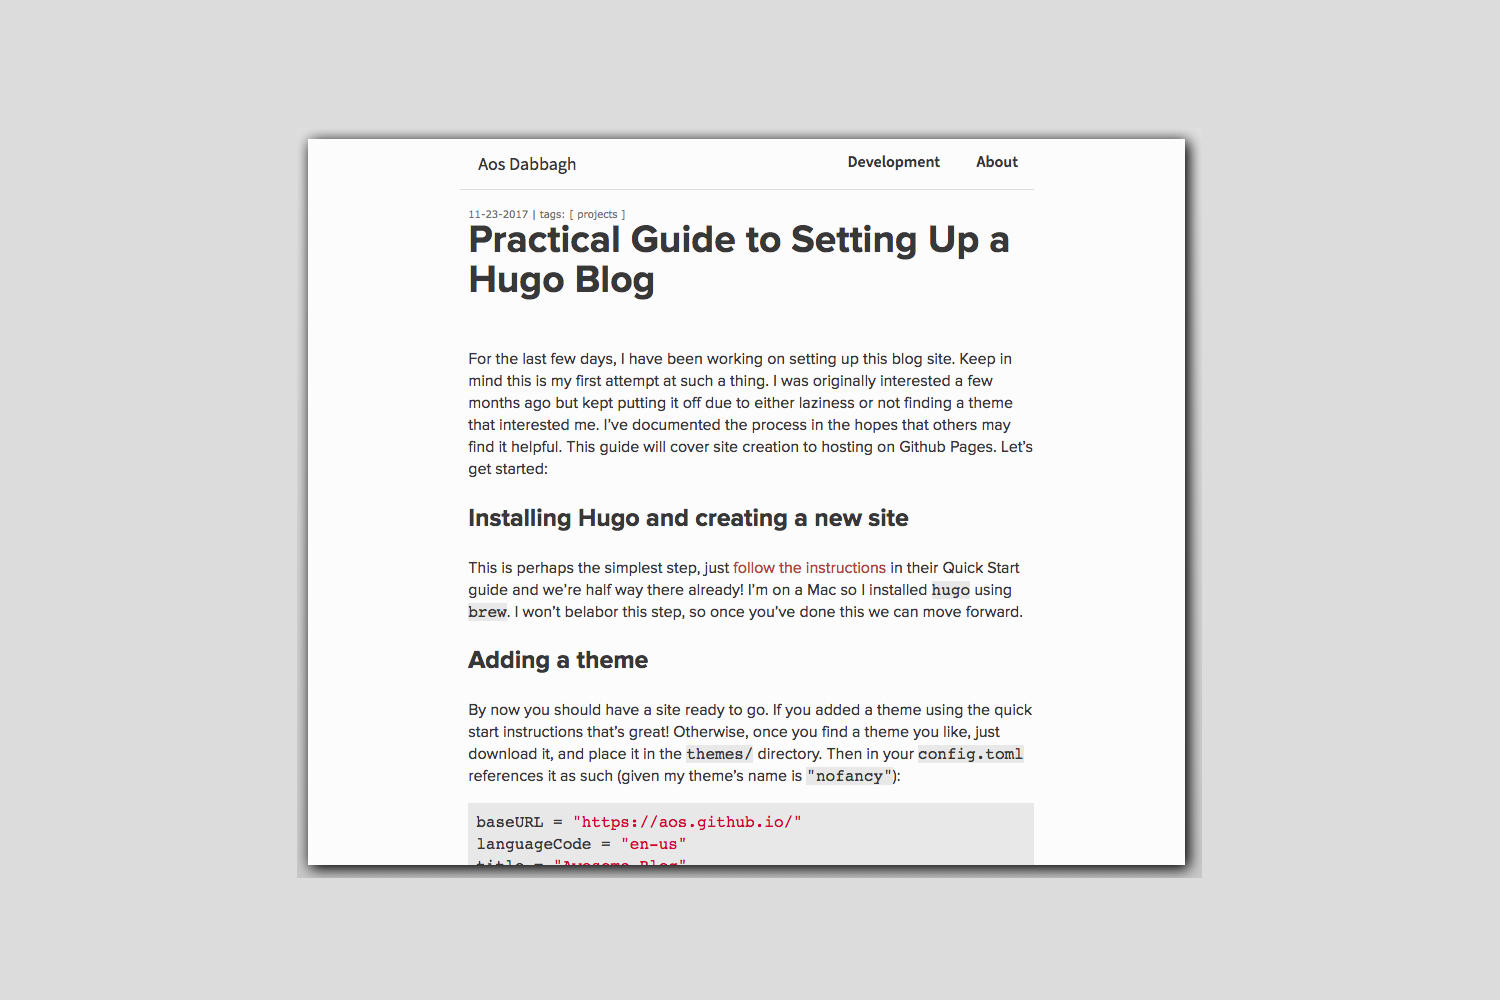 Aos Dabbagh
Development About
11-23-2017 | tags: [ projects ]
Practical Guide to Setting Up a
Hugo Blog
For the last few days, I have been working on setting up this blog site. Keep in
mind this is my first attempt at such a thing. I was originally interested a few
months ago but kept putting it off due to either laziness or not finding a theme
that interested me. I’ve documented the process in the hopes that others may
find it helpful. This guide will cover site creation to hosting on Github Pages. Let’s
get started:
Installing Hugo and creating a new site
This is perhaps the simplest step, just follow the instructions in their Quick Start
guide and we’re half way there already! I’m on a Mac so I installed hugo using
brew. I won’t belabor this step, so once you’ve done this we can move forward.
Adding a theme
By now you should have a site ready to go. If you added a theme using the quick
start instructions that’s great! Otherwise, once you find a theme you like, just
download it, and place it in the themes/ directory. Then in your config.toml
references it as such (given my theme’s name is "nofancy"):
baseURL = "https://aos.github.io/"
languageCode = "en-us"
title = "Awesome Blog"